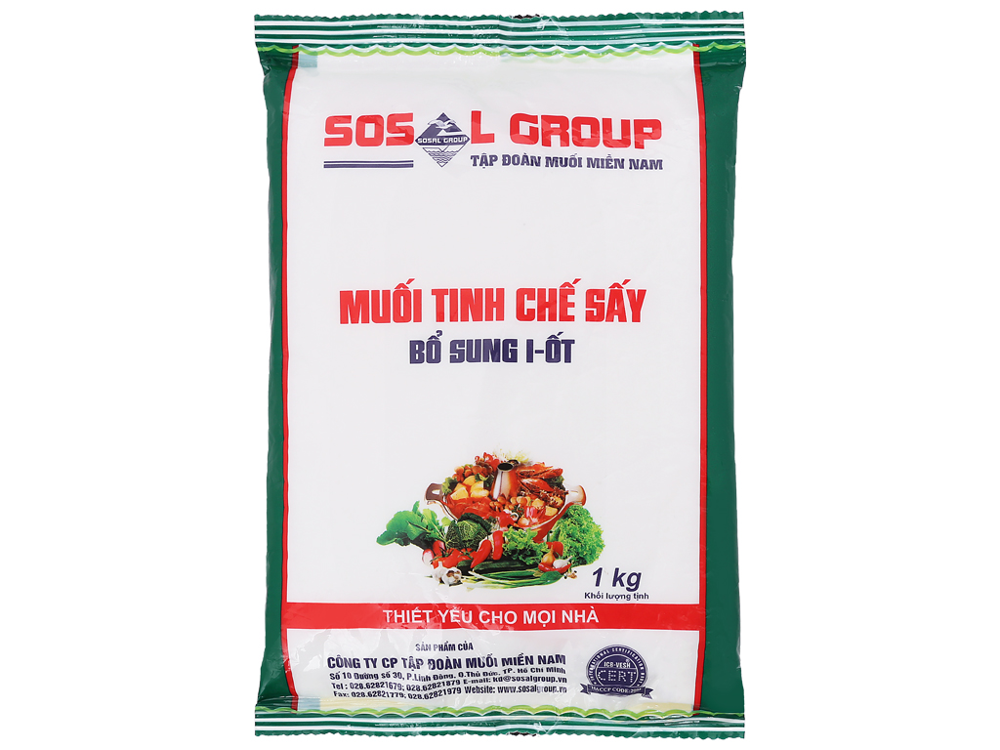 SOSAL GROUP
SOSAL GROUP
TẬP ĐOÀN MUỐI MIỀN NAM
MUỐI TINH CHẾ SẤY
BỔ SUNG I-ỐT
1 kg
Khối lượng tịnh
THIẾT YẾU CHO MỌI NHÀ
SẢN PHẨM CỦA
CÔNG TY CP TẬP ĐOÀN MUỐI MIỀN NAM
Số 10 Đường số 30, P.Linh Đông, Q.Thủ Đức, TP. Hồ Chí Minh
Tel : 028.62821679; 028.62821879 E-mail: kd@sosalgroup.vn
Fax: 028.62821779; 028.62821979 Website: www.sosalgroup.vn
ICB-VESH
CERT
HACCP CODE:2003